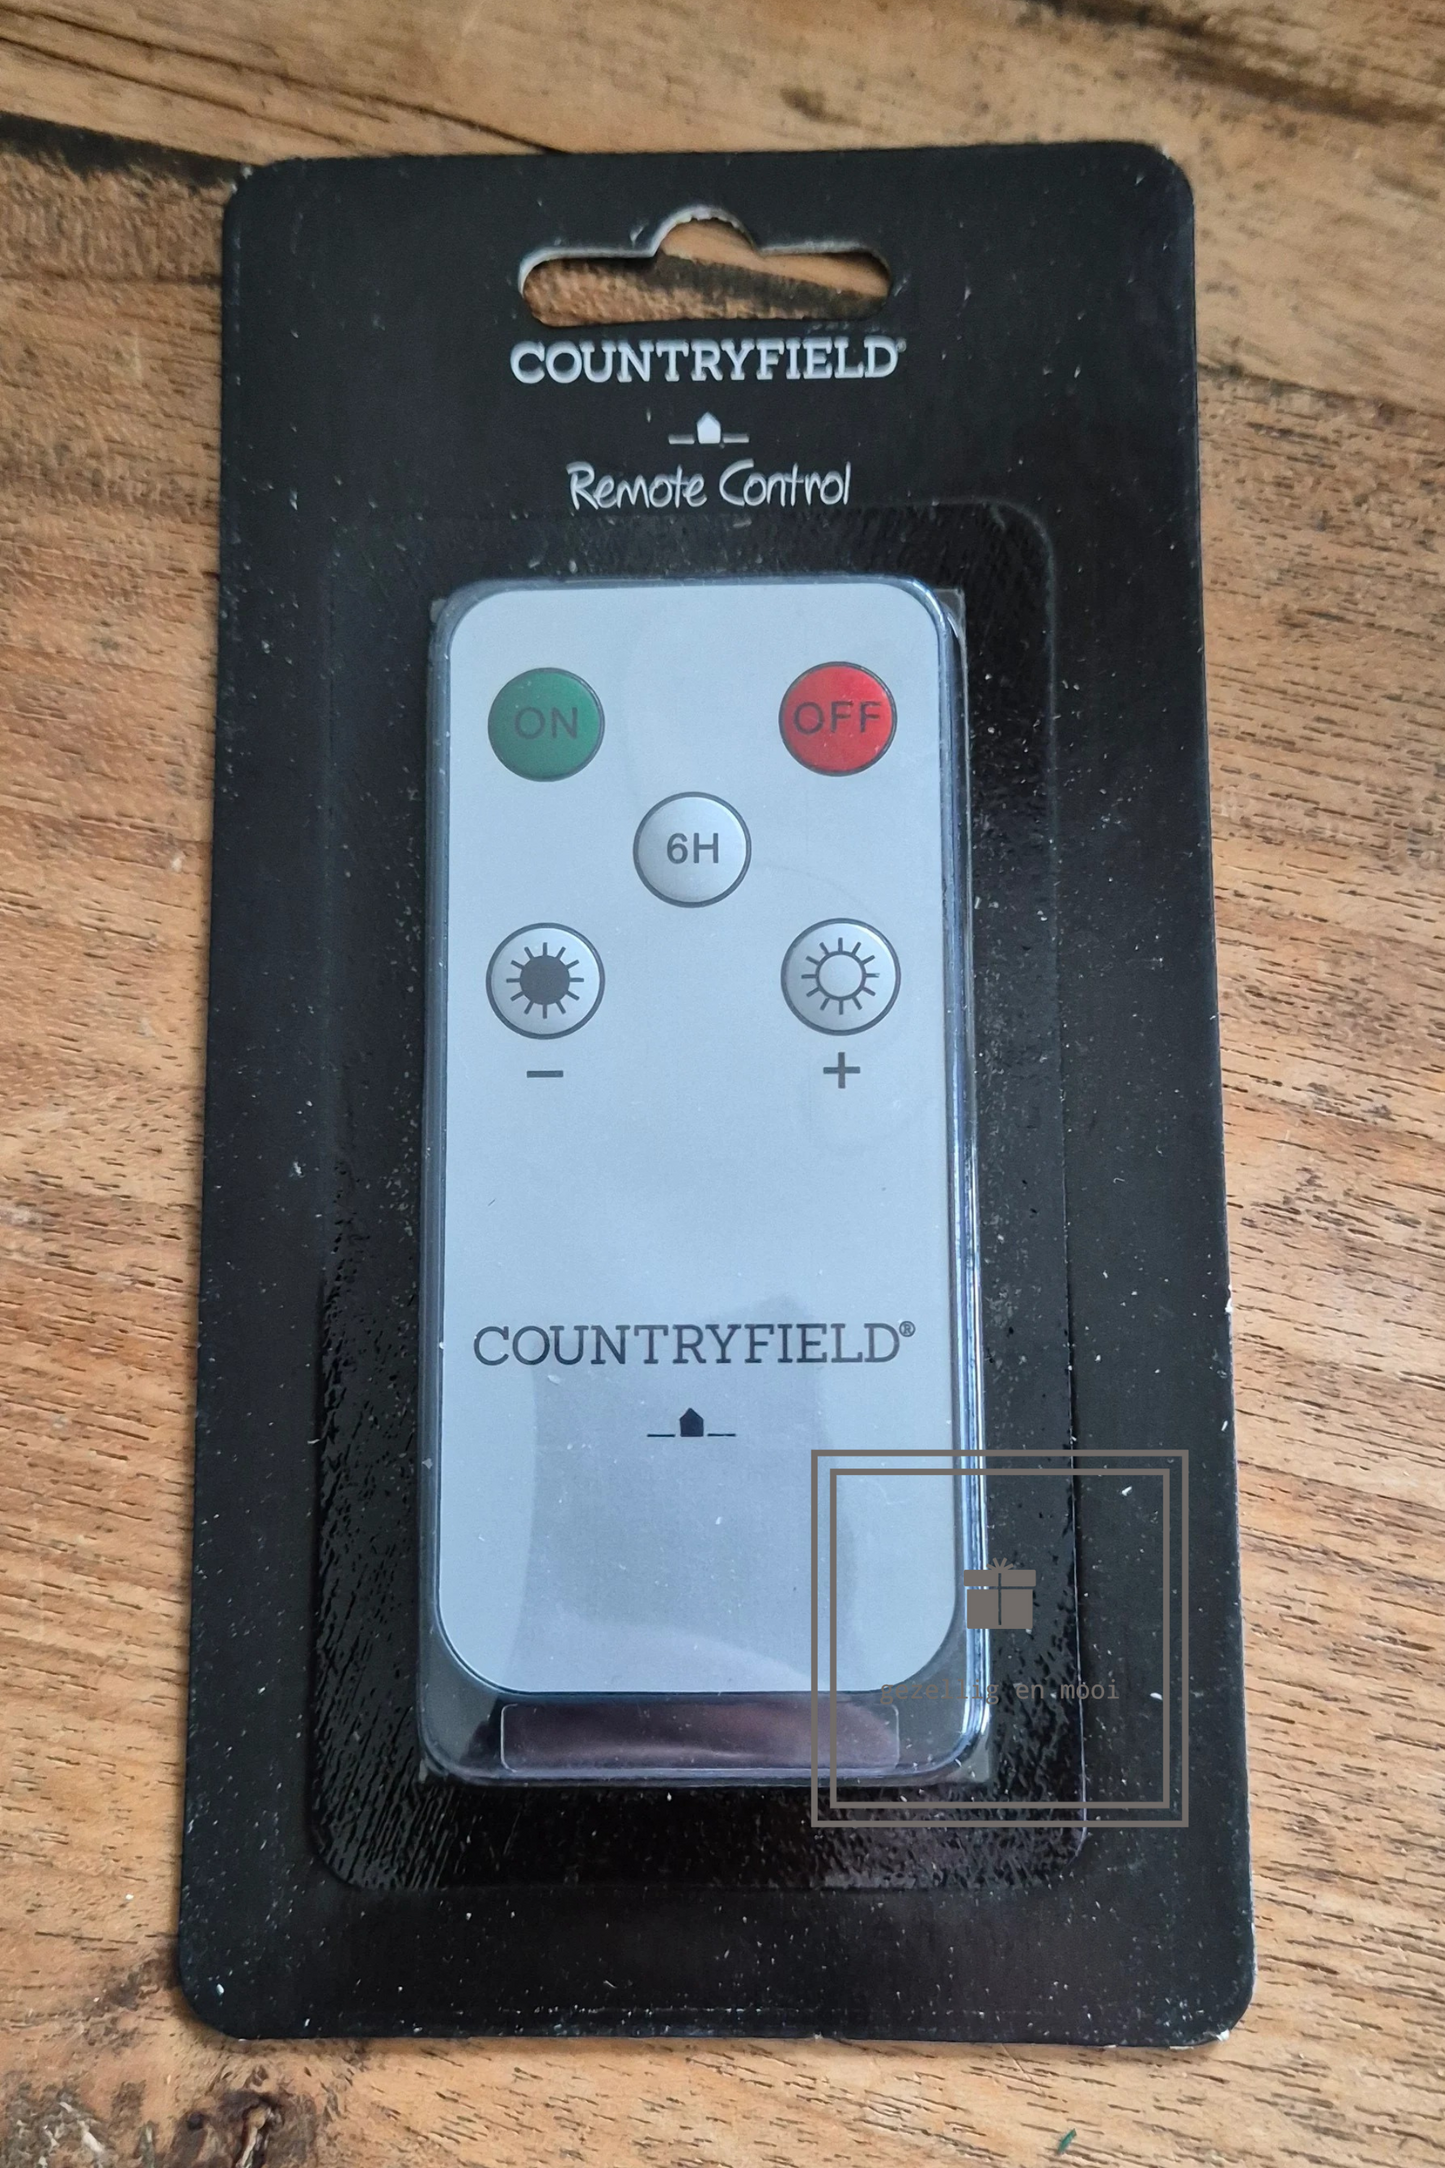 COUNTRYFIELD®
Remote Control
ON
OFF
6H
−
+
COUNTRYFIELD®
gezellig en mooi